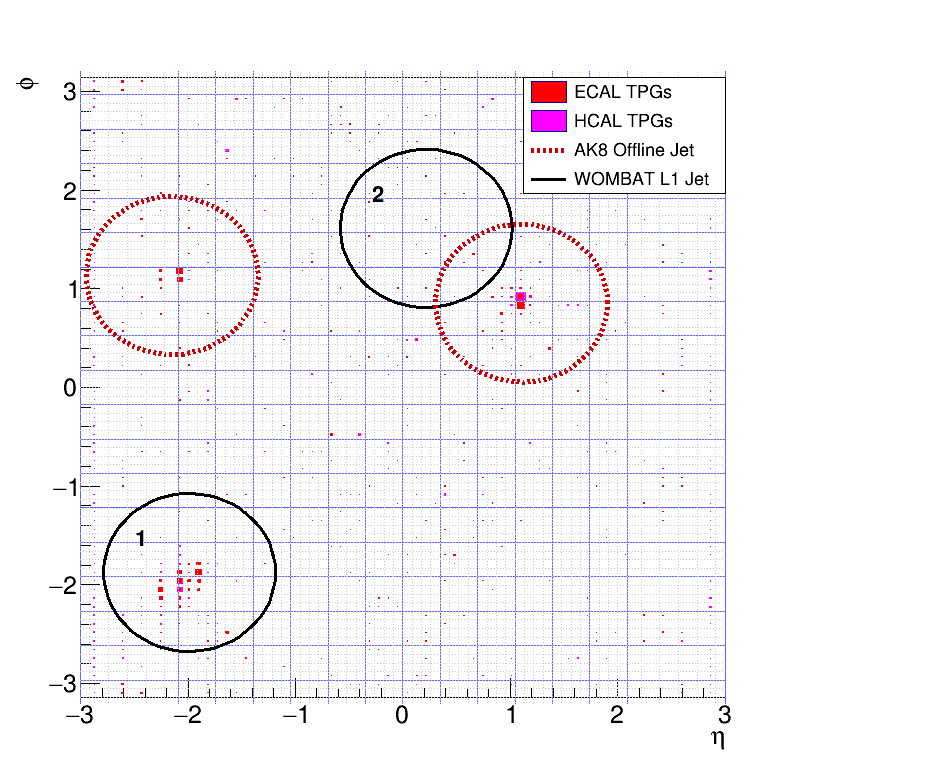 ϕ
3
2
1
0
−1
−2
−3
ECAL TPGs
HCAL TPGs
AK8 Offline Jet
WOMBAT L1 Jet
2
1
−3 −2 −1 0 1 2 3
η